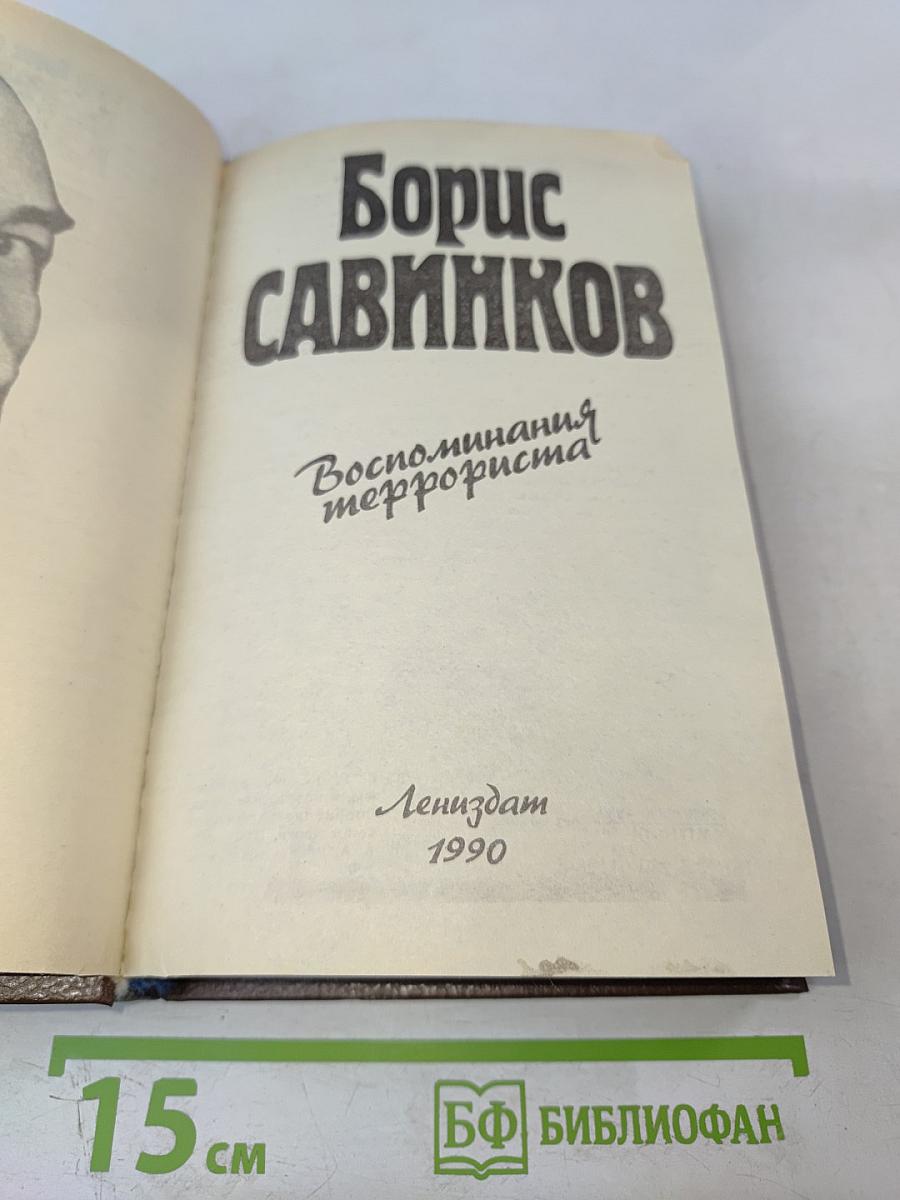 Борис
САВИНКОВ
Воспоминания
террориста
Лениздат
1990
15 см
БФ БИБЛИОФАН